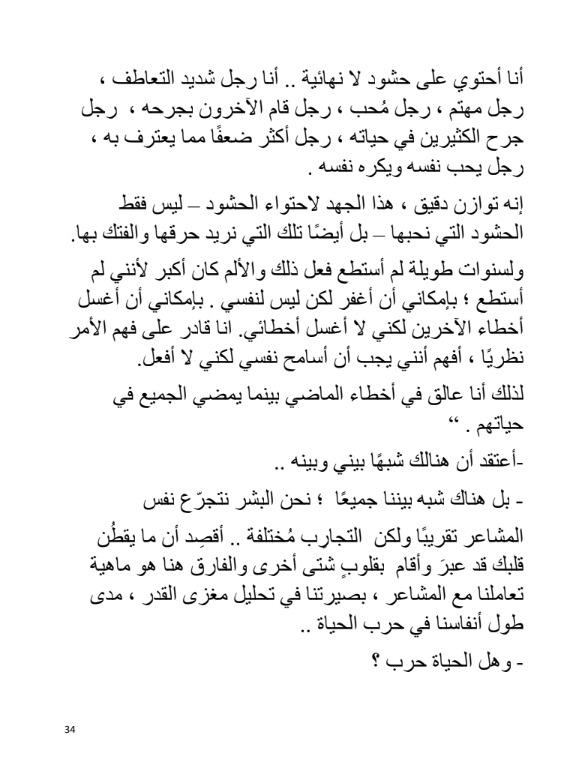 أنا أحتوي على حشود لا نهائية .. أنا رجل شديد التعاطف ،
رجل مهتم ، رجل مُحب ، رجل قام الآخرون بجرحه ، رجل
جرح الكثيرين في حياته ، رجل أكثر ضعفًا مما يعترف به ،
رجل يحب نفسه ويكره نفسه .
إنه توازن دقيق ، هذا الجهد لاحتواء الحشود – ليس فقط
الحشود التي نحبها – بل أيضًا تلك التي نريد حرقها والفتك بها.
ولسنوات طويلة لم أستطع فعل ذلك والألم كان أكبر لأنني لم
أستطع ؛ بإمكاني أن أغفر لكن ليس لنفسي . بإمكاني أن أغسل
أخطاء الآخرين لكني لا أغسل أخطائي. انا قادر على فهم الأمر
نظريًا ، أفهم أنني يجب أن أسامح نفسي لكني لا أفعل.
لذلك أنا عالق في أخطاء الماضي بينما يمضي الجميع في
حياتهم . “
-أعتقد أن هنالك شبهًا بيني وبينه ..
- بل هناك شبه بيننا جميعًا ؛ نحن البشر نتجرّع نفس
المشاعر تقريبًا ولكن التجارب مُختلفة .. أقصِد أن ما يقطُن
قلبك قد عبرَ وأقام بقلوبٍ شتى أخرى والفارق هنا هو ماهية
تعاملنا مع المشاعر ، بصيرتنا في تحليل مغزى القدر ، مدى
طول أنفاسنا في حرب الحياة ..
- وهل الحياة حرب ؟
34